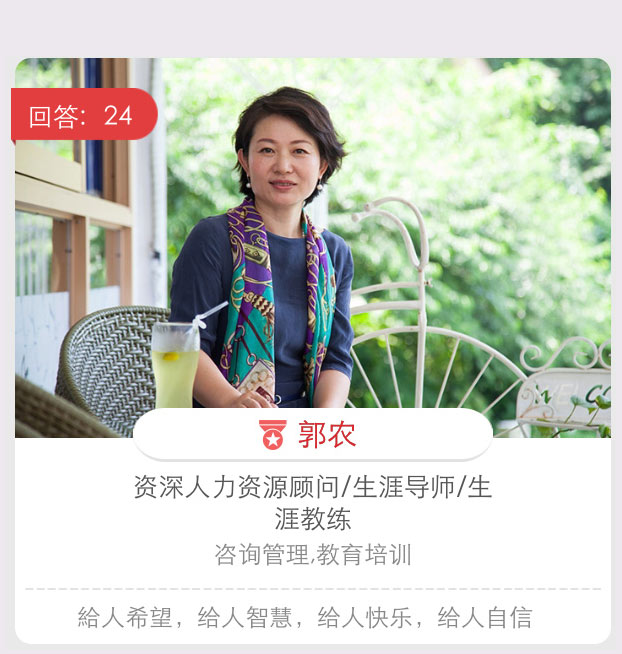 回答: 24
郭农
资深人力资源顾问/生涯导师/生
涯教练
咨询管理,教育培训
給人希望，给人智慧，给人快乐，给人自信